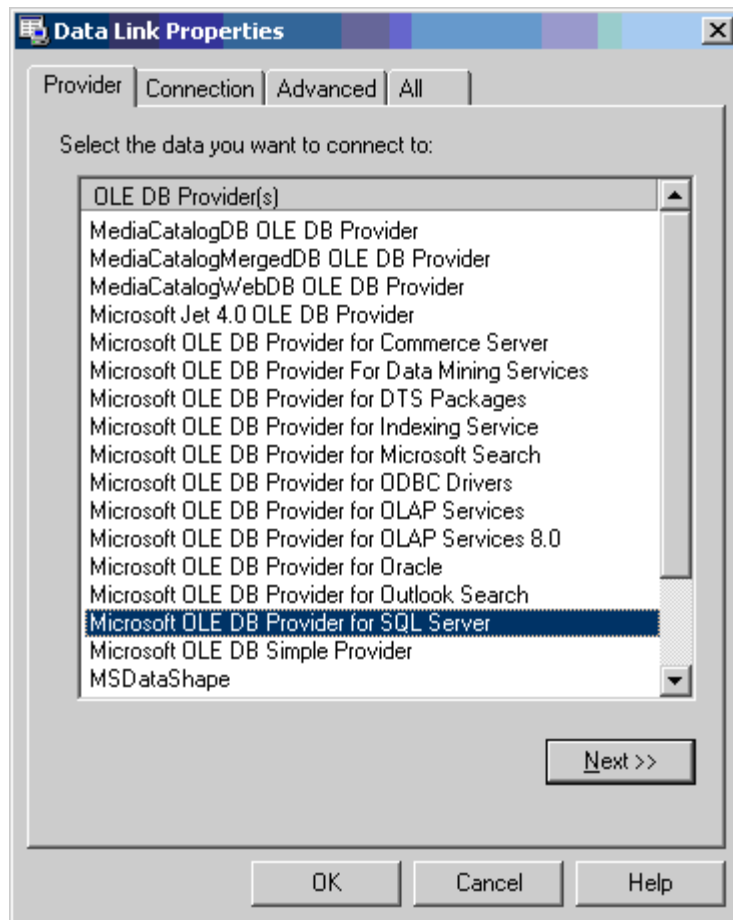 Data Link Properties
Provider Connection Advanced All
Select the data you want to connect to:
OLE DB Provider(s)
MediaCatalogDB OLE DB Provider
MediaCatalogMergedDB OLE DB Provider
MediaCatalogWebDB OLE DB Provider
Microsoft Jet 4.0 OLE DB Provider
Microsoft OLE DB Provider for Commerce Server
Microsoft OLE DB Provider For Data Mining Services
Microsoft OLE DB Provider for DTS Packages
Microsoft OLE DB Provider for Indexing Service
Microsoft OLE DB Provider for Microsoft Search
Microsoft OLE DB Provider for ODBC Drivers
Microsoft OLE DB Provider for OLAP Services
Microsoft OLE DB Provider for OLAP Services 8.0
Microsoft OLE DB Provider for Oracle
Microsoft OLE DB Provider for Outlook Search
Microsoft OLE DB Provider for SQL Server
Microsoft OLE DB Simple Provider
MSDataShape
Next >>
OK Cancel Help